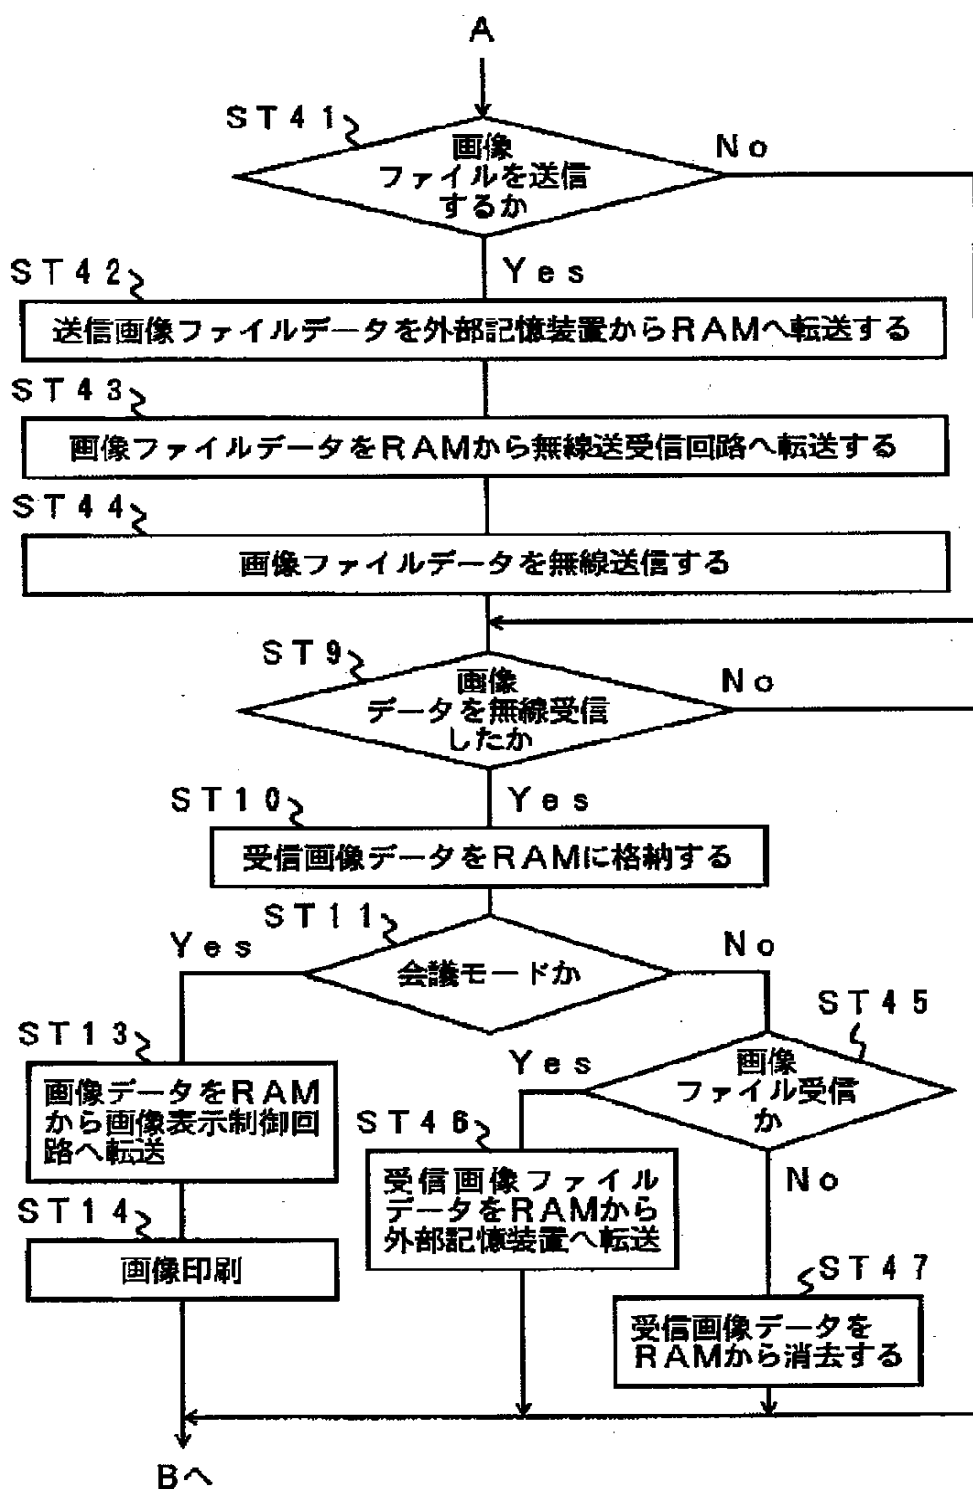 A
ST41
画像
ファイルを送信
するか
No
Yes
ST42
送信画像ファイルデータを外部記憶装置からRAMへ転送する
ST43
画像ファイルデータをRAMから無線送受信回路へ転送する
ST44
画像ファイルデータを無線送信する
ST9
画像
データを無線受信
したか
No
Yes
ST10
受信画像データをRAMに格納する
ST11
会議モードか
Yes
No
ST13
画像データをRAM
から画像表示制御回
路へ転送
ST14
画像印刷
ST45
画像
ファイル受信
か
Yes
No
ST46
受信画像ファイル
データをRAMから
外部記憶装置へ転送
ST47
受信画像データを
RAMから消去する
Bへ